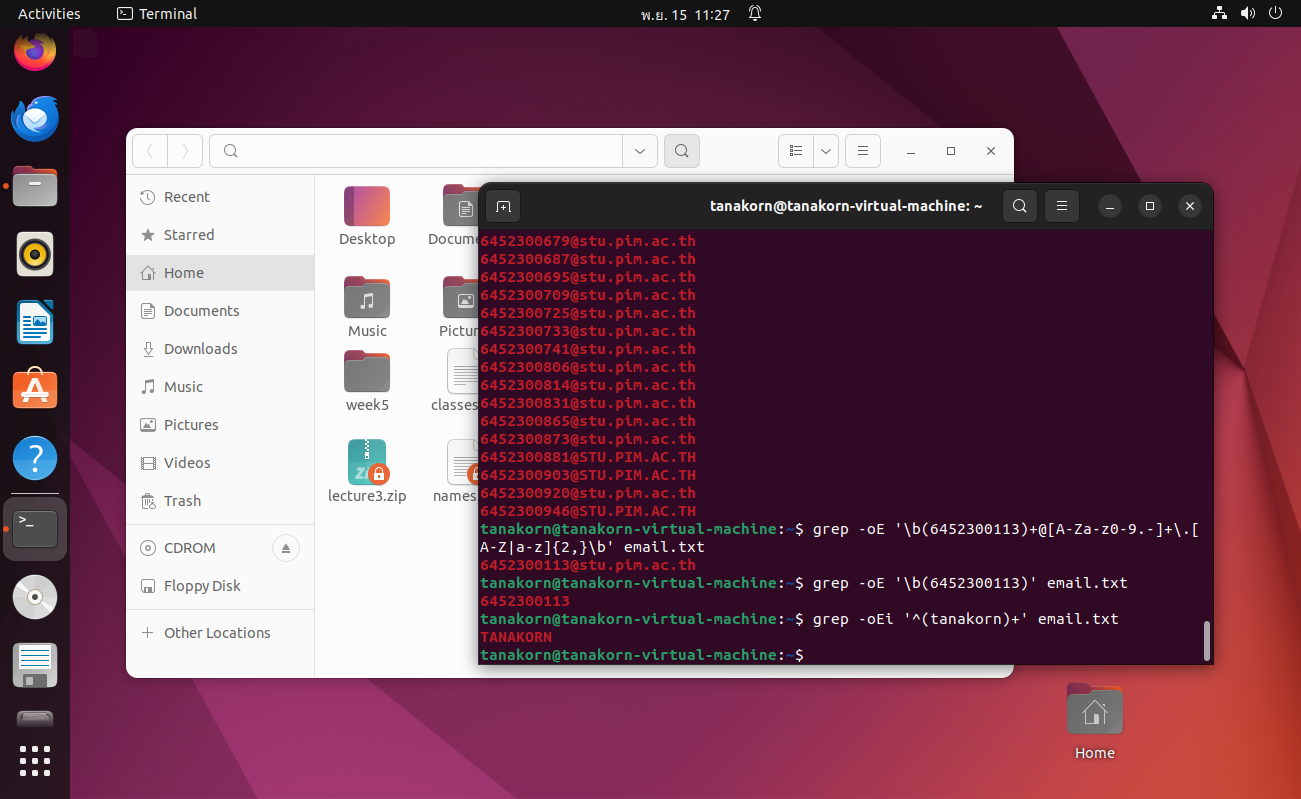 Activities
Terminal
พ.ย. 15 11:27
Recent
Starred
Home
Documents
Downloads
Music
Pictures
Videos
Trash
CDROM
Floppy Disk
Other Locations
Desktop
Music
week5
lecture3.zip
tanakorn@tanakorn-virtual-machine: ~
6452300679@stu.pim.ac.th
6452300687@stu.pim.ac.th
6452300695@stu.pim.ac.th
6452300709@stu.pim.ac.th
6452300725@stu.pim.ac.th
6452300733@stu.pim.ac.th
6452300741@stu.pim.ac.th
6452300806@stu.pim.ac.th
6452300814@stu.pim.ac.th
6452300831@stu.pim.ac.th
6452300865@stu.pim.ac.th
6452300873@stu.pim.ac.th
6452300881@STU.PIM.AC.TH
6452300903@STU.PIM.AC.TH
6452300920@stu.pim.ac.th
6452300946@STU.PIM.AC.TH
tanakorn@tanakorn-virtual-machine:~$ grep -oE '\b(6452300113)+@[A-Za-z0-9.-]+\.[
A-Z|a-z]{2,}\b' email.txt
6452300113@stu.pim.ac.th
tanakorn@tanakorn-virtual-machine:~$ grep -oE '\b(6452300113)' email.txt
6452300113
tanakorn@tanakorn-virtual-machine:~$ grep -oEi '^(tanakorn)+' email.txt
TANAKORN
tanakorn@tanakorn-virtual-machine:~$
Home